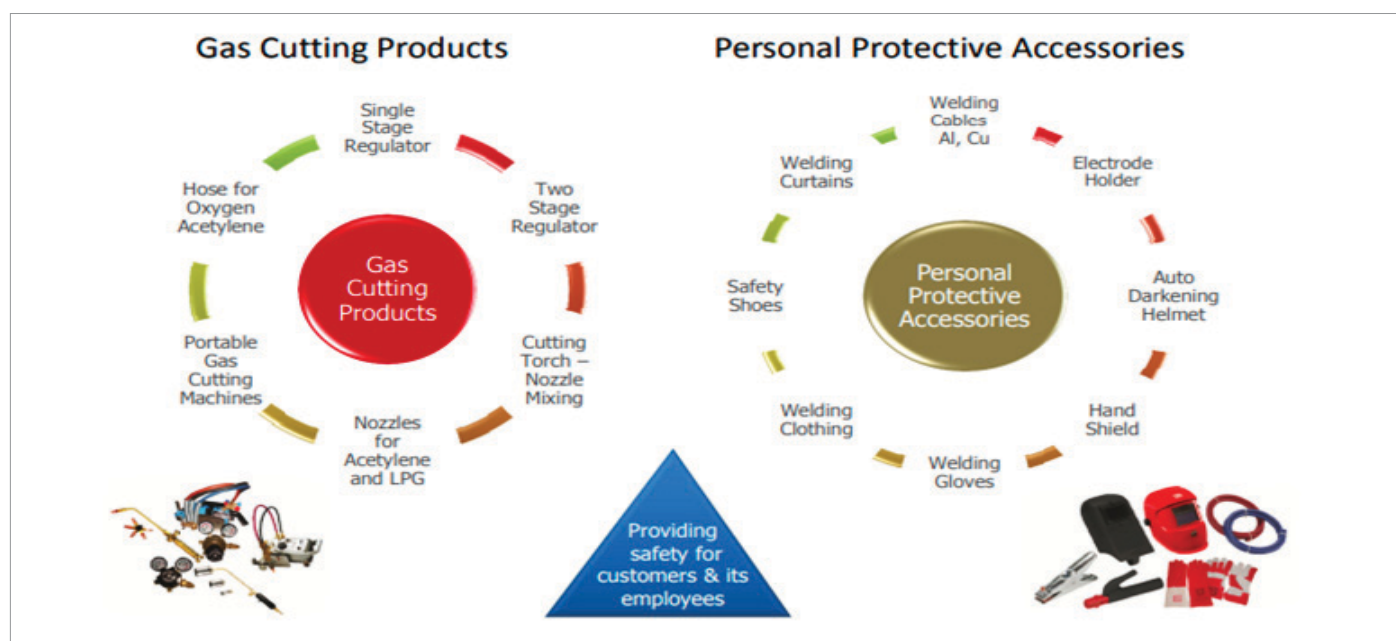 Gas Cutting Products
Single
Stage
Regulator
Two
Stage
Regulator
Cutting
Torch –
Nozzle
Mixing
Nozzles
for
Acetylene
and LPG
Portable
Gas
Cutting
Machines
Hose for
Oxygen
Acetylene
Gas
Cutting
Products
Personal Protective Accessories
Welding
Cables
Al, Cu
Electrode
Holder
Auto
Darkening
Helmet
Hand
Shield
Welding
Gloves
Welding
Clothing
Safety
Shoes
Welding
Curtains
Personal
Protective
Accessories
Providing
safety for
customers & its
employees